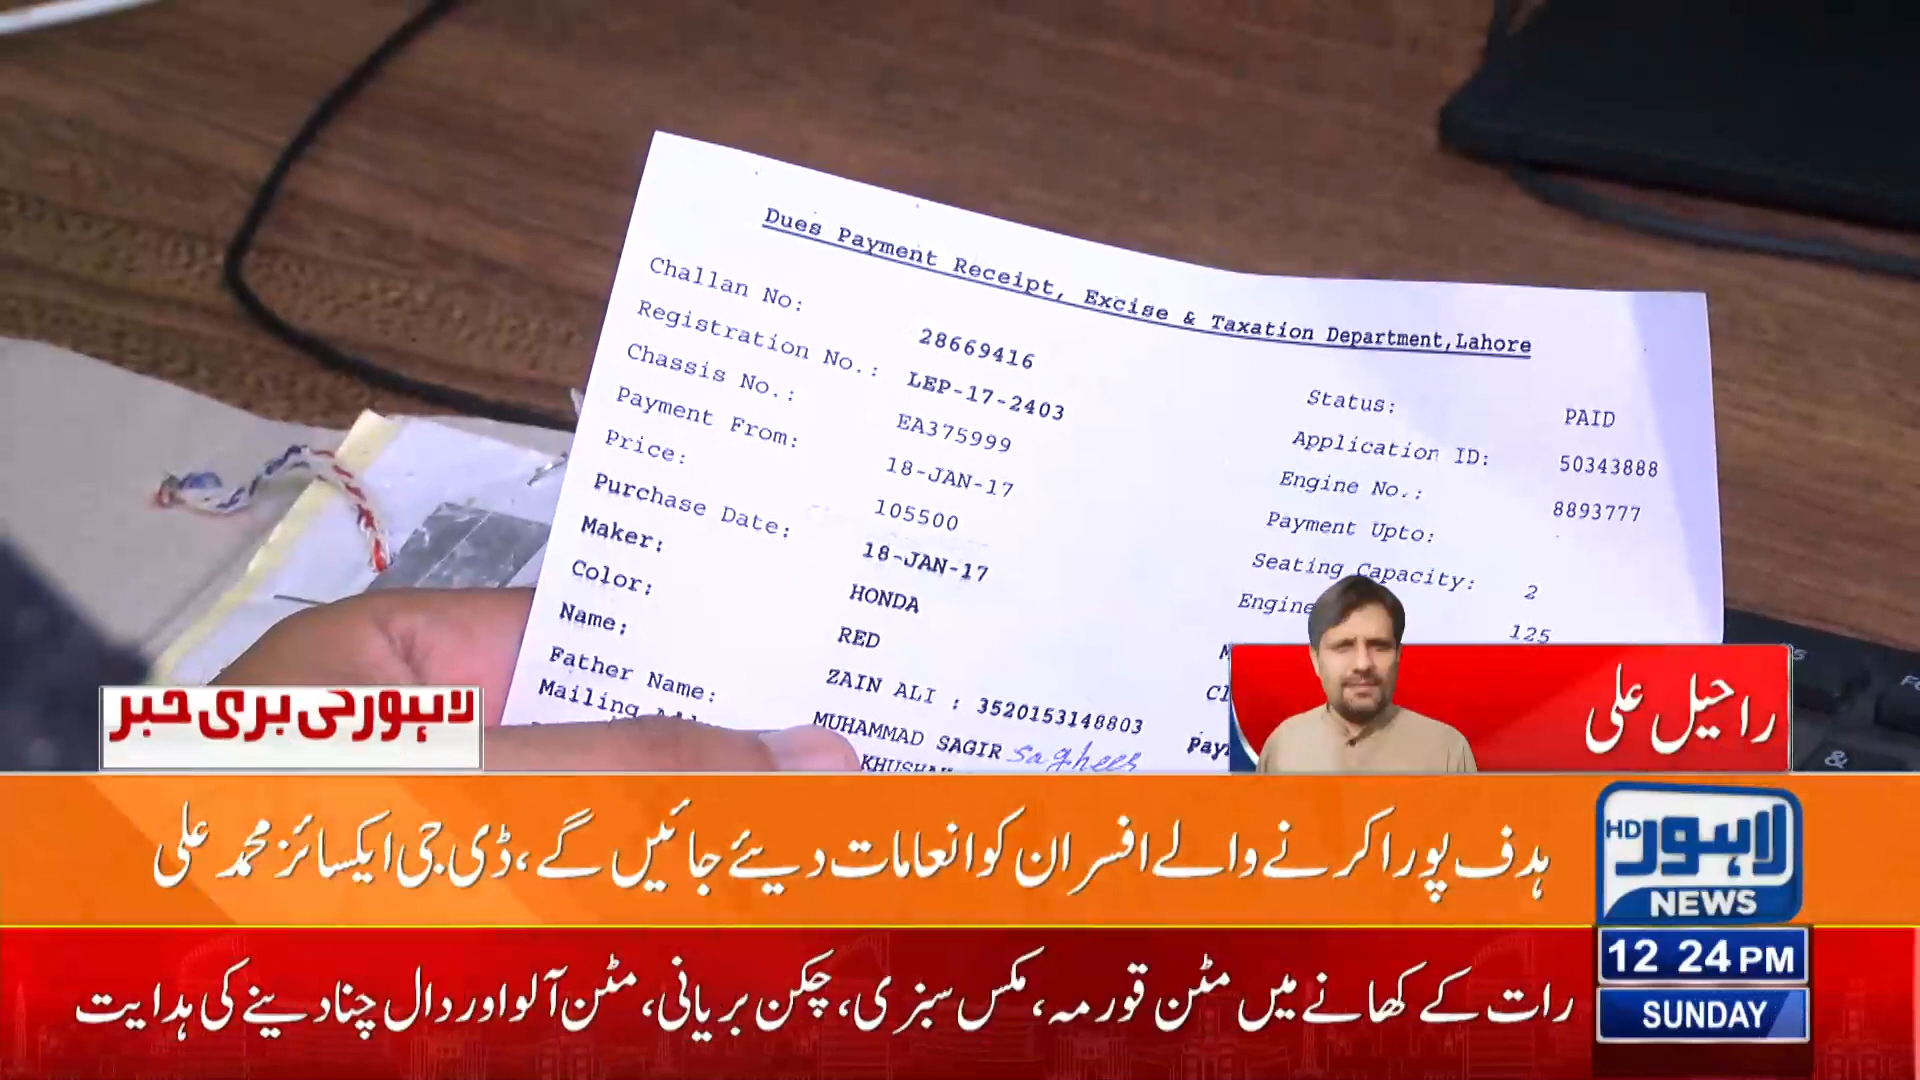 Dues Payment Receipt, Excise & Taxation Department,Lahore
Challan No: 28669416
Status: PAID
Registration No.: LEP-17-2403
Application ID: 50343888
Chassis No.: EA375999
Engine No.: 8893777
Payment From: 18-JAN-17
Payment Upto:
Price: 105500
Seating Capacity: 2
Purchase Date: 18-JAN-17
Engine 125
Maker: HONDA
Color: RED
Name: ZAIN ALI : 3520153148803
Father Name: MUHAMMAD SAGIR Sagheer
Mailing
راحیل علی
لاہور کی بڑی خبر
ہدف پورا کرنے والے افسران کو انعامات دیئے جائیں گے، ڈی جی ایکسائز محمد علی
لاہور HD
NEWS
رات کے کھانے میں مٹن قورمہ، مکس سبزی، چکن بریانی، مٹن آلو اور دال چنا دینے کی ہدایت
12 24 PM
SUNDAY